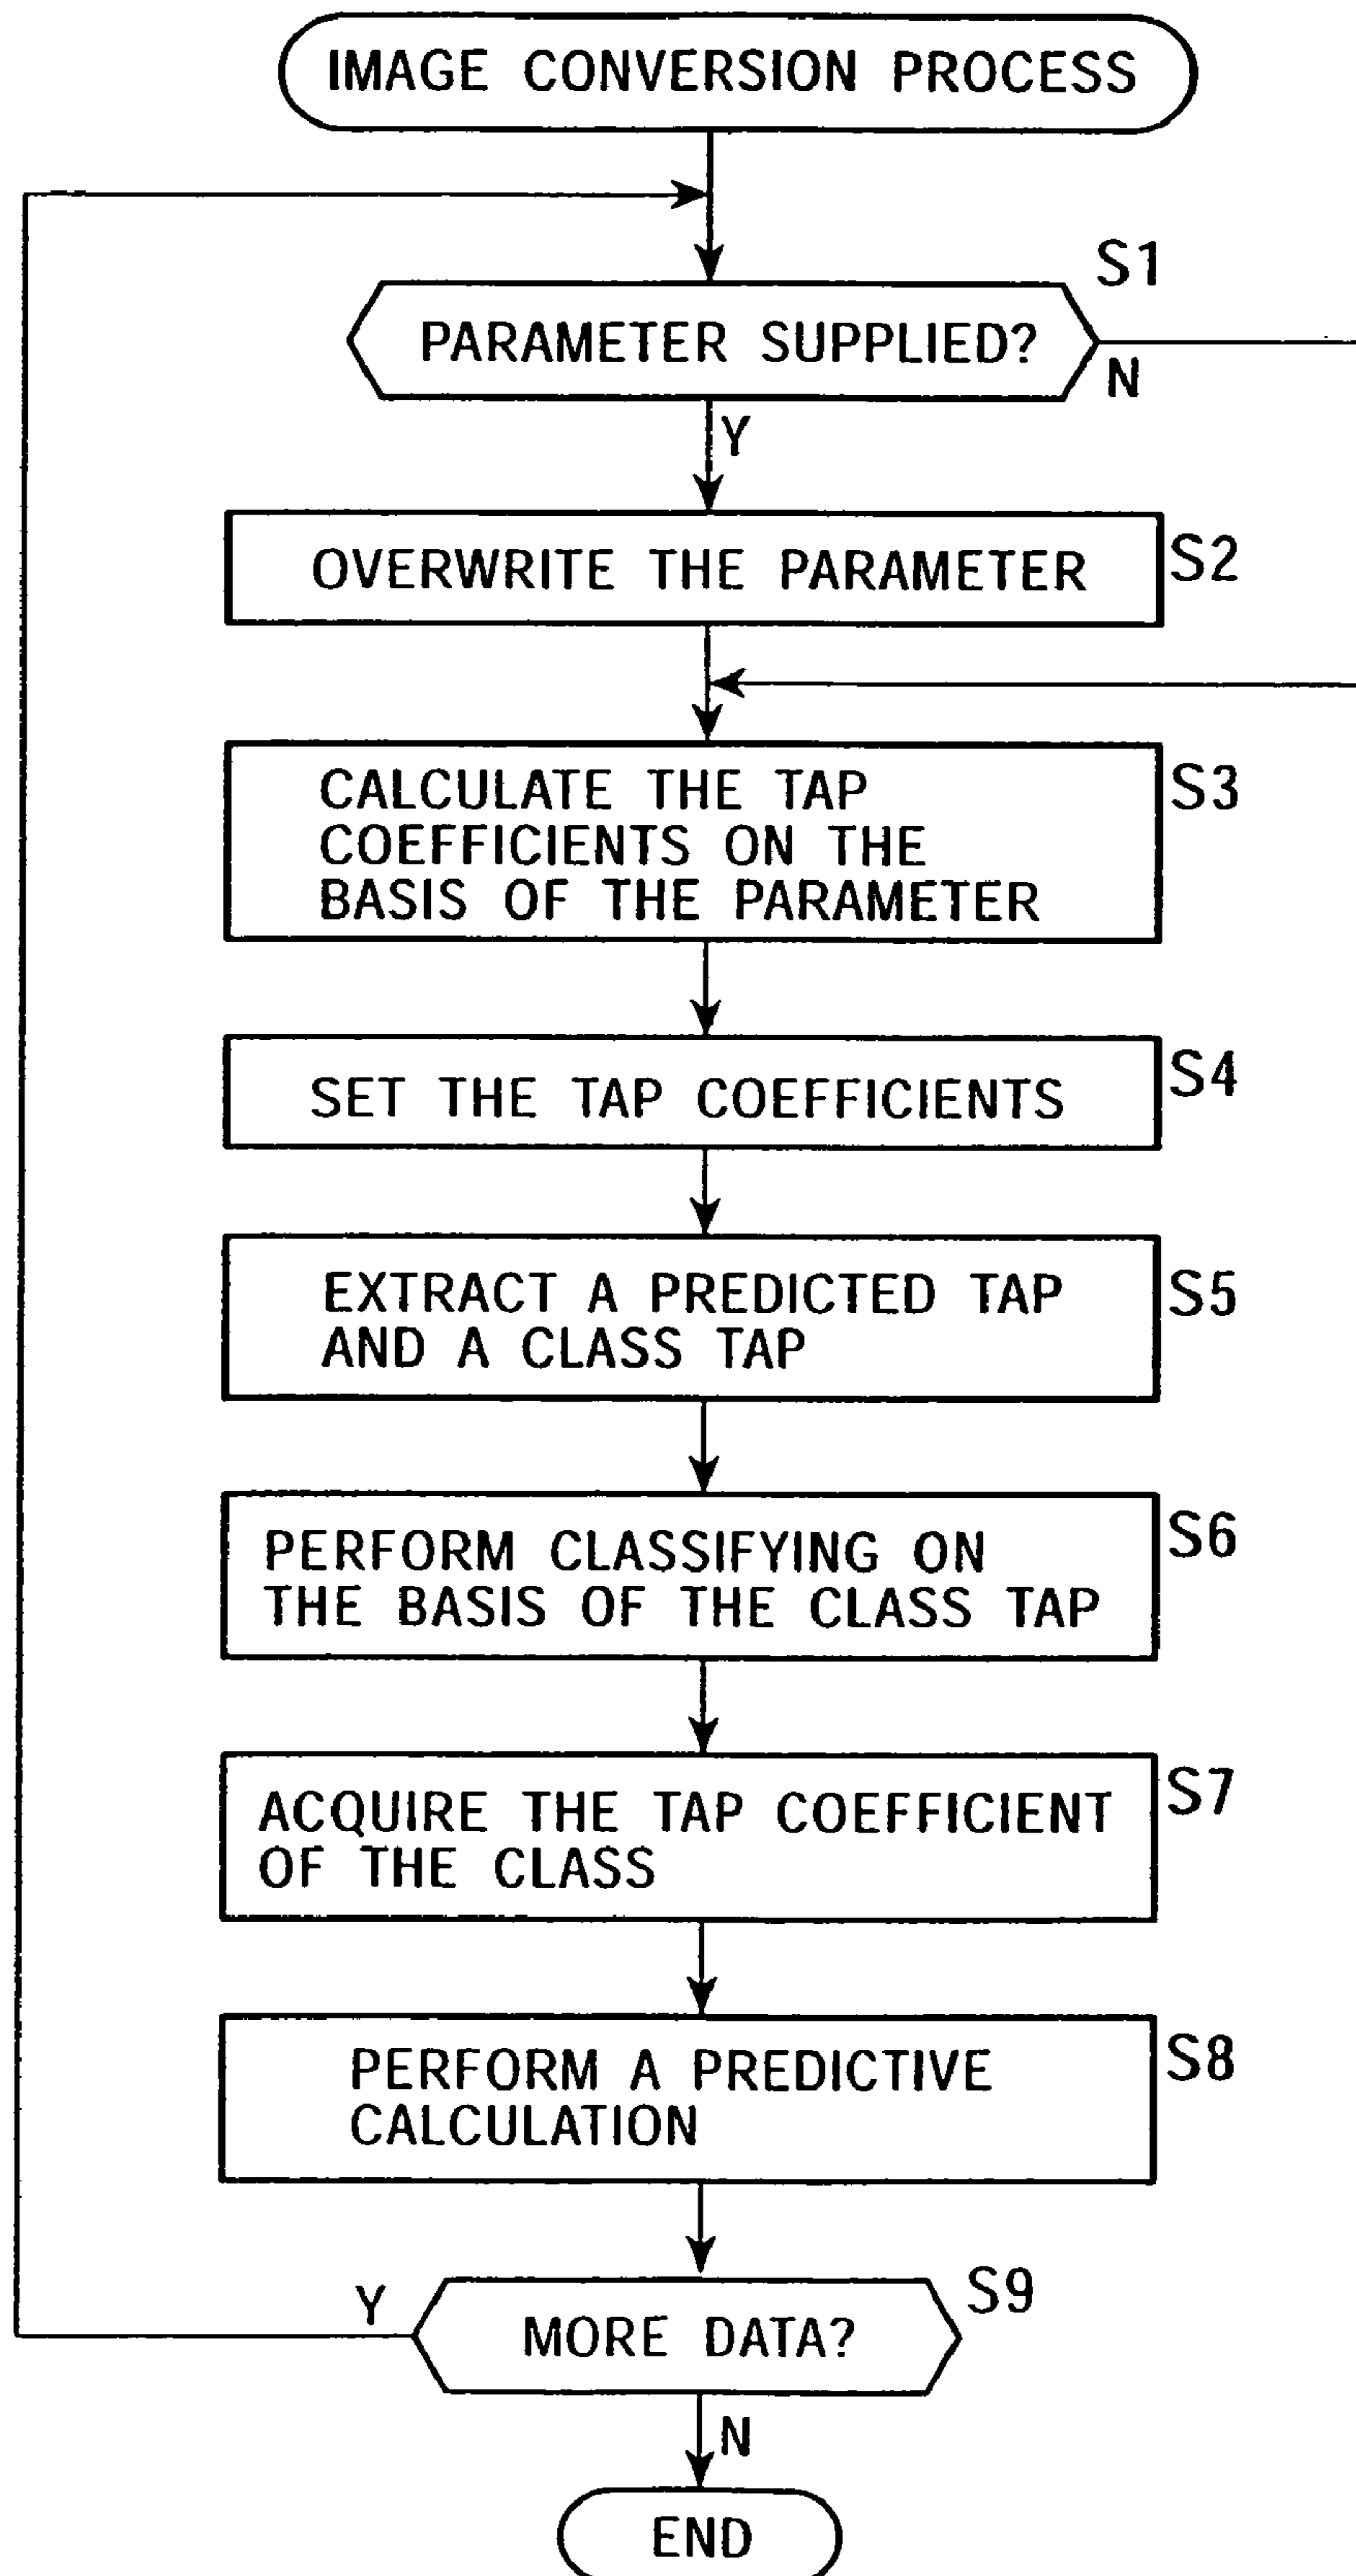 IMAGE CONVERSION PROCESS
S1
PARAMETER SUPPLIED?
N
Y
OVERWRITE THE PARAMETER
S2
CALCULATE THE TAP
COEFFICIENTS ON THE
BASIS OF THE PARAMETER
S3
SET THE TAP COEFFICIENTS
S4
EXTRACT A PREDICTED TAP
AND A CLASS TAP
S5
PERFORM CLASSIFYING ON
THE BASIS OF THE CLASS TAP
S6
ACQUIRE THE TAP COEFFICIENT
OF THE CLASS
S7
PERFORM A PREDICTIVE
CALCULATION
S8
Y
MORE DATA?
S9
N
END